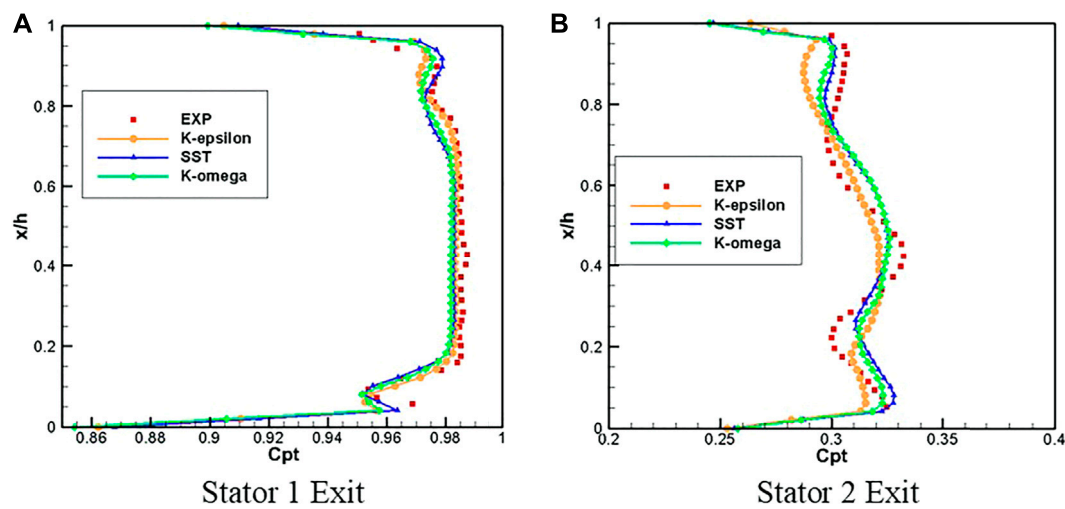 A
1
0.8
0.6
0.4
0.2
0
x/h
EXP
K-epsilon
SST
K-omega
0.86 0.88 0.9 0.92 0.94 0.96 0.98 1
Cpt
Stator 1 Exit
B
1
0.8
0.6
0.4
0.2
0
x/h
EXP
K-epsilon
SST
K-omega
0.2 0.25 0.3 0.35 0.4
Cpt
Stator 2 Exit